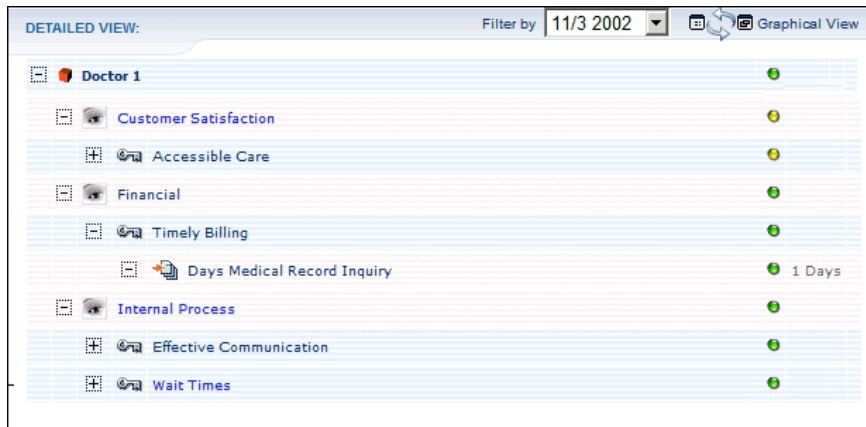 DETAILED VIEW: Filter by 11/3 2002 Graphical View
Doctor 1
Customer Satisfaction
Accessible Care
Financial
Timely Billing
Days Medical Record Inquiry 1 Days
Internal Process
Effective Communication
Wait Times